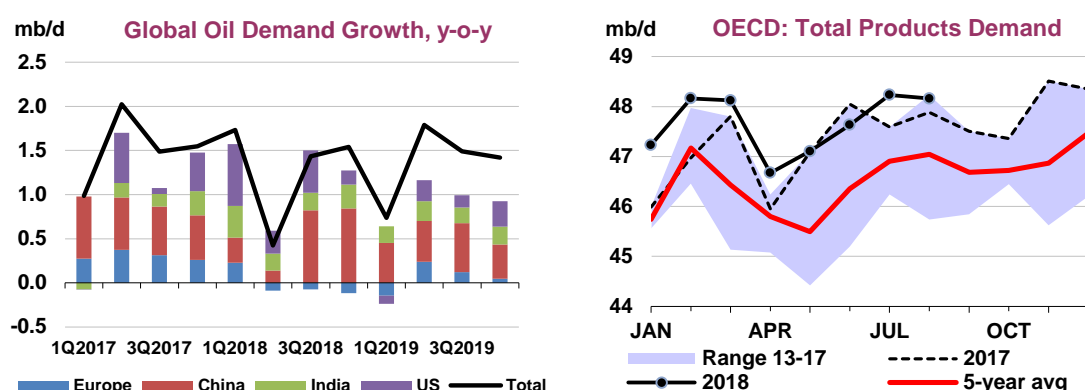 mb/d Global Oil Demand Growth, y-o-y
2.5
2.0
1.5
1.0
0.5
0.0
-0.5
1Q2017 3Q2017 1Q2018 3Q2018 1Q2019 3Q2019
Europe China India US Total
mb/d OECD: Total Products Demand
49
48
47
46
45
44
JAN APR JUL OCT
Range 13-17 2017
2018 5-year avg